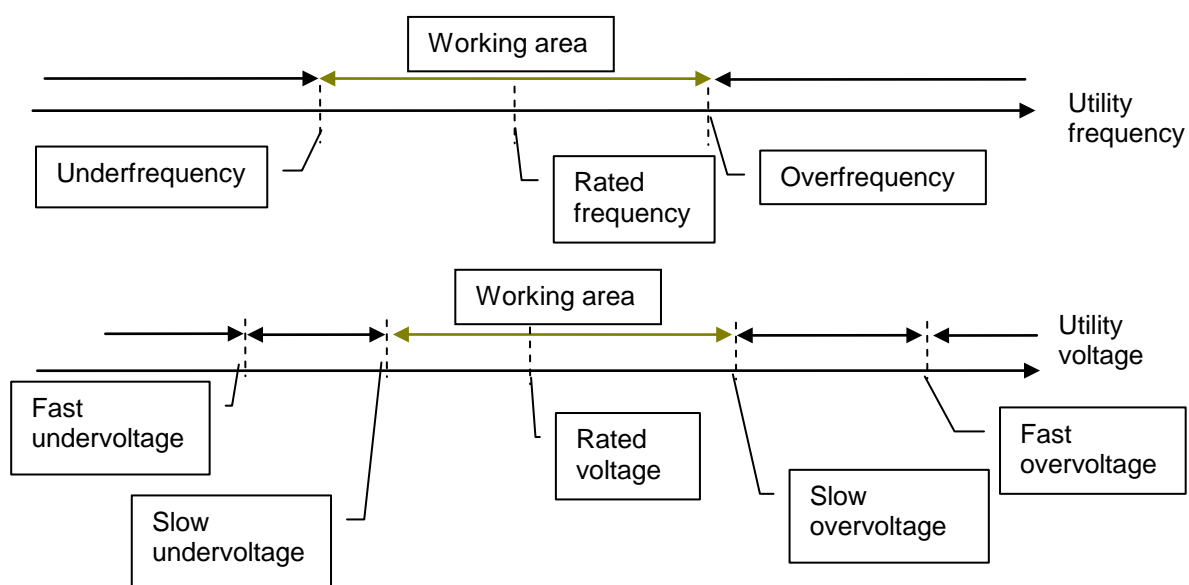 Working area
Utility
frequency
Underfrequency
Rated
frequency
Overfrequency
Working area
Utility
voltage
Fast
undervoltage
Rated
voltage
Fast
overvoltage
Slow
undervoltage
Slow
overvoltage